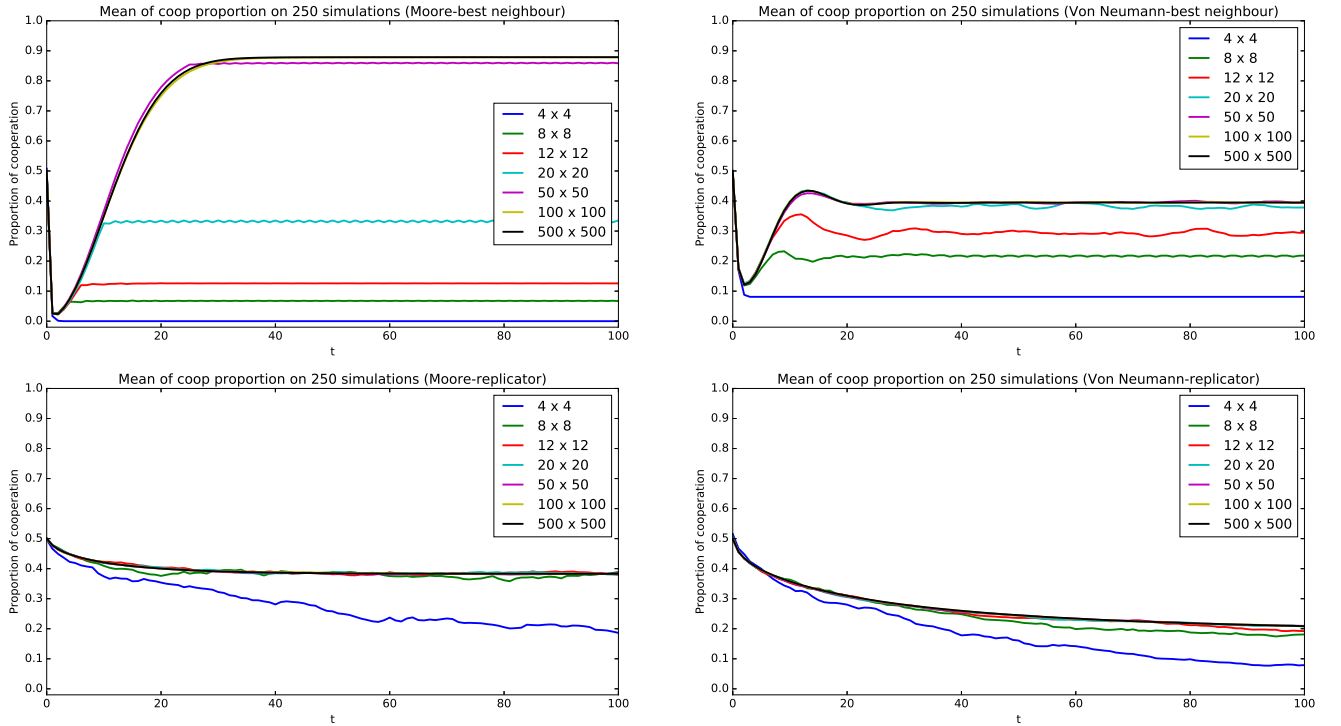 Mean of coop proportion on 250 simulations (Moore-best neighbour)
1.0
0.9
0.8
0.7
0.6
0.5
0.4
0.3
0.2
0.1
0.0
Proportion of cooperation
4 x 4
8 x 8
12 x 12
20 x 20
50 x 50
100 x 100
500 x 500
0 20 40 60 80 100
t
Mean of coop proportion on 250 simulations (Von Neumann-best neighbour)
1.0
0.9
0.8
0.7
0.6
0.5
0.4
0.3
0.2
0.1
0.0
Proportion of cooperation
4 x 4
8 x 8
12 x 12
20 x 20
50 x 50
100 x 100
500 x 500
0 20 40 60 80 100
t
Mean of coop proportion on 250 simulations (Moore-replicator)
1.0
0.9
0.8
0.7
0.6
0.5
0.4
0.3
0.2
0.1
0.0
Proportion of cooperation
4 x 4
8 x 8
12 x 12
20 x 20
50 x 50
100 x 100
500 x 500
0 20 40 60 80 100
t
Mean of coop proportion on 250 simulations (Von Neumann-replicator)
1.0
0.9
0.8
0.7
0.6
0.5
0.4
0.3
0.2
0.1
0.0
Proportion of cooperation
4 x 4
8 x 8
12 x 12
20 x 20
50 x 50
100 x 100
500 x 500
0 20 40 60 80 100
t